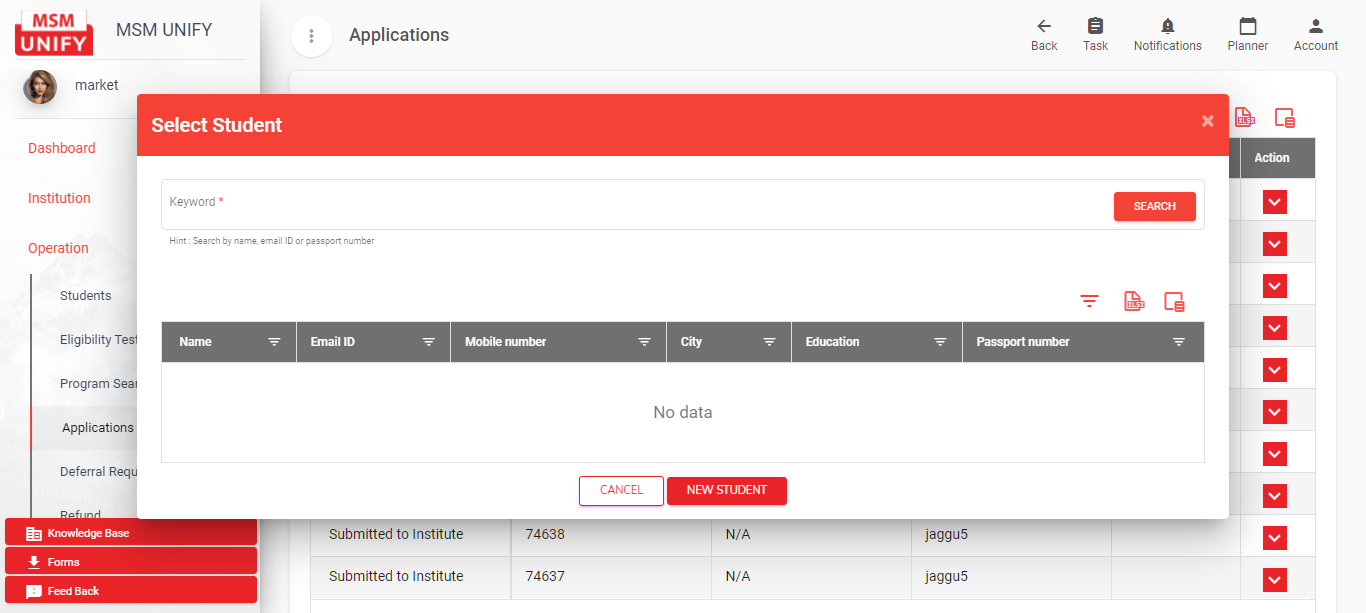 MSM
UNIFY
MSM UNIFY
Applications
Back
Task
Notifications
Planner
Account
market
Select Student
×
Dashboard
Institution
Operation
Students
Eligibility Test
Program Sear
Applications
Deferral Requ
Refund
Knowledge Base
Forms
Feed Back
Keyword *
SEARCH
Hint : Search by name, email ID or passport number
XLSX
Name
Email ID
Mobile number
City
Education
Passport number
No data
CANCEL
NEW STUDENT
XLSX
Action
Submitted to Institute 74638 N/A jaggu5
Submitted to Institute 74637 N/A jaggu5